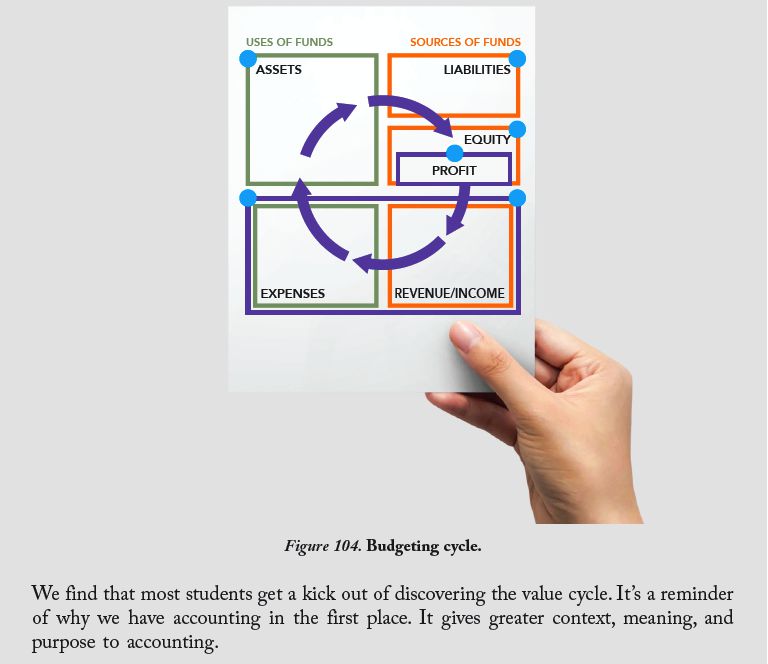 USES OF FUNDS
SOURCES OF FUNDS
ASSETS
LIABILITIES
EQUITY
PROFIT
EXPENSES
REVENUE/INCOME
Figure 104. Budgeting cycle.
We find that most students get a kick out of discovering the value cycle. It’s a reminder
of why we have accounting in the first place. It gives greater context, meaning, and
purpose to accounting.